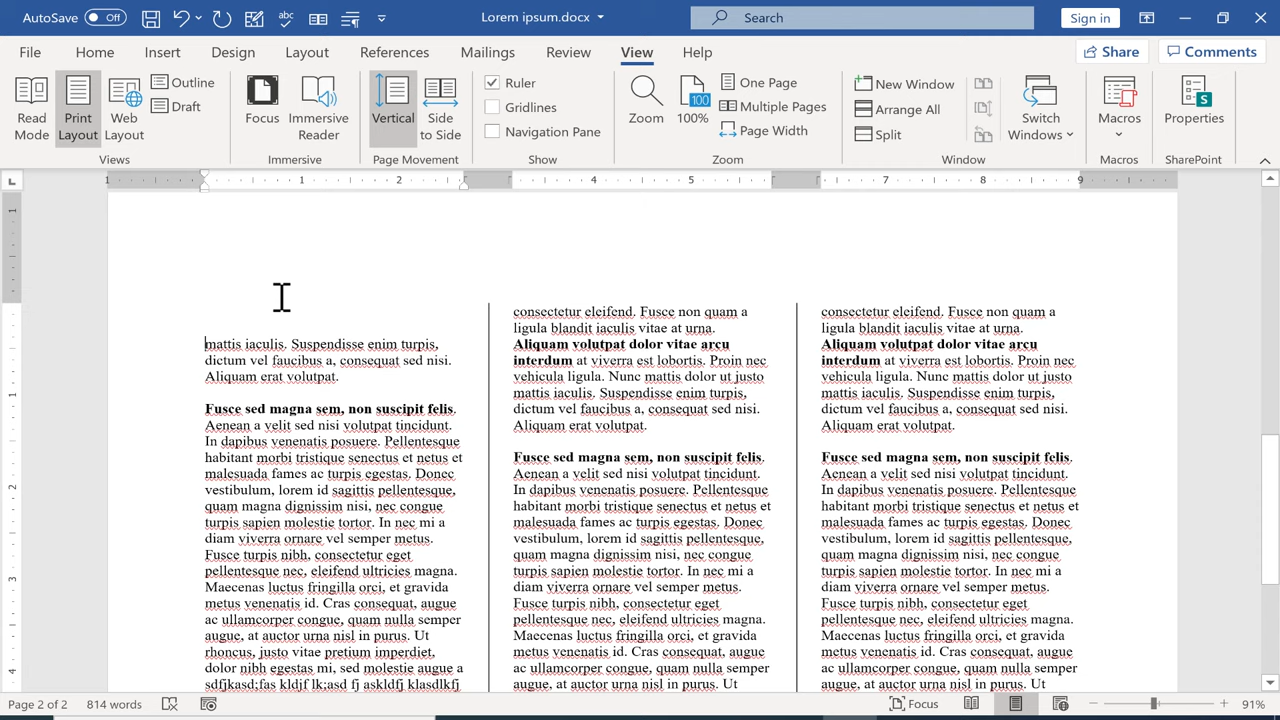 AutoSave Off Lorem ipsum.docx Search Sign in
File Home Insert Design Layout References Mailings Review View Help Share Comments
Read Mode
Print Layout
Web Layout
Outline
Draft
Views
Focus
Immersive Reader
Immersive
Vertical
Side to Side
Page Movement
Ruler
Gridlines
Navigation Pane
Show
Zoom
100
100%
One Page
Multiple Pages
Page Width
Zoom
New Window
Arrange All
Split
Switch Windows
Window
Macros
Macros
Properties
SharePoint
1 1 2 4 5 7 8 9
1
1
2
3
4
mattis iaculis. Suspendisse enim turpis,
dictum vel faucibus a, consequat sed nisi.
Aliquam erat volutpat.
Fusce sed magna sem, non suscipit felis.
Aenean a velit sed nisi volutpat tincidunt.
In dapibus venenatis posuere. Pellentesque
habitant morbi tristique senectus et netus et
malesuada fames ac turpis egestas. Donec
vestibulum, lorem id sagittis pellentesque,
quam magna dignissim nisi, nec congue
turpis sapien molestie tortor. In nec mi a
diam viverra ornare vel semper metus.
Fusce turpis nibh, consectetur eget
pellentesque nec, eleifend ultricies magna.
Maecenas luctus fringilla orci, et gravida
metus venenatis id. Cras consequat, augue
ac ullamcorper congue, quam nulla semper
augue, at auctor urna nisl in purus. Ut
rhoncus, justo vitae pretium imperdiet,
dolor nibh egestas mi, sed molestie augue a
sdfjkasd;fas kldjf lk;asd fj askldfj klasdlkfj
consectetur eleifend. Fusce non quam a
ligula blandit iaculis vitae at urna.
Aliquam volutpat dolor vitae arcu
interdum at viverra est lobortis. Proin nec
vehicula ligula. Nunc mattis dolor ut justo
mattis iaculis. Suspendisse enim turpis,
dictum vel faucibus a, consequat sed nisi.
Aliquam erat volutpat.
Fusce sed magna sem, non suscipit felis.
Aenean a velit sed nisi volutpat tincidunt.
In dapibus venenatis posuere. Pellentesque
habitant morbi tristique senectus et netus et
malesuada fames ac turpis egestas. Donec
vestibulum, lorem id sagittis pellentesque,
quam magna dignissim nisi, nec congue
turpis sapien molestie tortor. In nec mi a
diam viverra ornare vel semper metus.
Fusce turpis nibh, consectetur eget
pellentesque nec, eleifend ultricies magna.
Maecenas luctus fringilla orci, et gravida
metus venenatis id. Cras consequat, augue
ac ullamcorper congue, quam nulla semper
augue, at auctor urna nisl in purus. Ut
consectetur eleifend. Fusce non quam a
ligula blandit iaculis vitae at urna.
Aliquam volutpat dolor vitae arcu
interdum at viverra est lobortis. Proin nec
vehicula ligula. Nunc mattis dolor ut justo
mattis iaculis. Suspendisse enim turpis,
dictum vel faucibus a, consequat sed nisi.
Aliquam erat volutpat.
Fusce sed magna sem, non suscipit felis.
Aenean a velit sed nisi volutpat tincidunt.
In dapibus venenatis posuere. Pellentesque
habitant morbi tristique senectus et netus et
malesuada fames ac turpis egestas. Donec
vestibulum, lorem id sagittis pellentesque,
quam magna dignissim nisi, nec congue
turpis sapien molestie tortor. In nec mi a
diam viverra ornare vel semper metus.
Fusce turpis nibh, consectetur eget
pellentesque nec, eleifend ultricies magna.
Maecenas luctus fringilla orci, et gravida
metus venenatis id. Cras consequat, augue
ac ullamcorper congue, quam nulla semper
augue, at auctor urna nisl in purus. Ut
Page 2 of 2 814 words Focus 91%